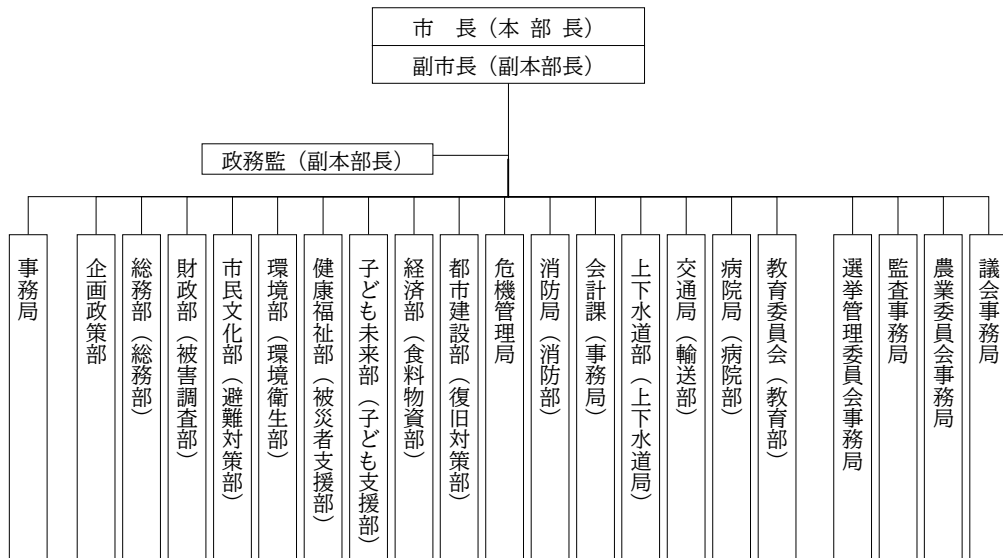 市　長（本 部 長）
副市長（副本部長）
政務監（副本部長）
事務局
企画政策部
総務部（総務部）
財政部（被害調査部）
市民文化部（避難対策部）
環境部（環境衛生部）
健康福祉部（被災者支援部）
子ども未来部（子ども支援部）
経済部（食料物資部）
都市建設部（復旧対策部）
危機管理局
消防局（消防部）
会計課（事務局）
上下水道部（上下水道局）
交通局（輸送部）
病院局（病院部）
教育委員会（教育部）
選挙管理委員会事務局
監査事務局
農業委員会事務局
議会事務局